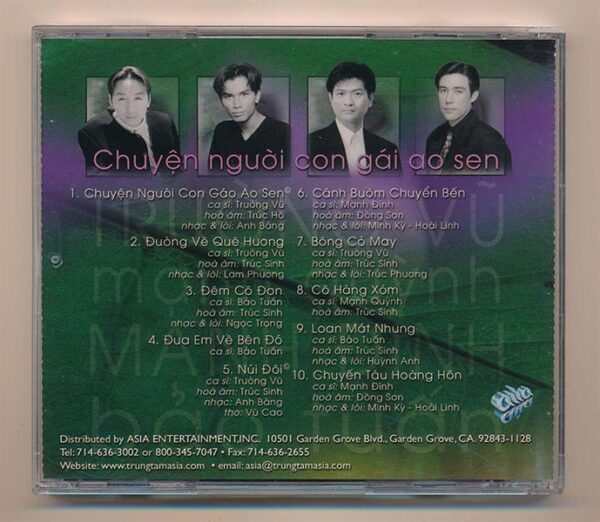 Chuyện người con gái ao sen
1. Chuyện Người Con Gáo Ao Sen©
ca sĩ: Trường Vũ
hoà âm: Trúc Hồ
nhạc & lời: Anh Bằng
2. Đường Về Quê Hương
ca sĩ: Trường Vũ
hoà âm: Trúc Sinh
nhạc & lời: Lam Phương
3. Đêm Cô Đơn
ca sĩ: Bảo Tuấn
hoà âm: Trúc Sinh
nhạc & lời: Ngọc Trọng
4. Đưa Em Về Bên Đó
ca sĩ: Bảo Tuấn
5. Núi Đôi©
ca sĩ: Trường Vũ
hoà âm: Trúc Sinh
nhạc: Anh Bằng
thơ: Vũ Cao
6. Cánh Buồm Chuyển Bến
ca sĩ: Mạnh Đình
hoà âm: Đồng Sơn
nhạc & lời: Minh Kỳ - Hoài Linh
7. Bông Cỏ May
ca sĩ: Trường Vũ
hoà âm: Trúc Sinh
nhạc & lời: Trúc Phương
8. Cô Hàng Xóm
ca sĩ: Mạnh Quỳnh
hoà âm: Trúc Sinh
9. Loan Mắt Nhung
ca sĩ: Bảo Tuấn
hoà âm: Trúc Sinh
nhạc & lời: Huỳnh Anh
10. Chuyến Tàu Hoàng Hôn
ca sĩ: Mạnh Đình
hoà âm: Đồng Sơn
nhạc & lời: Minh Kỳ - Hoài Linh
asia
Distributed by ASIA ENTERTAINMENT,INC. 10501 Garden Grove Blvd., Garden Grove, CA. 92843-1128
Tel: 714-636-3002 or 800-345-7047 • Fax: 714-636-2655
Website: www.trungtamasia.com • email: asia@trungtamasia.com